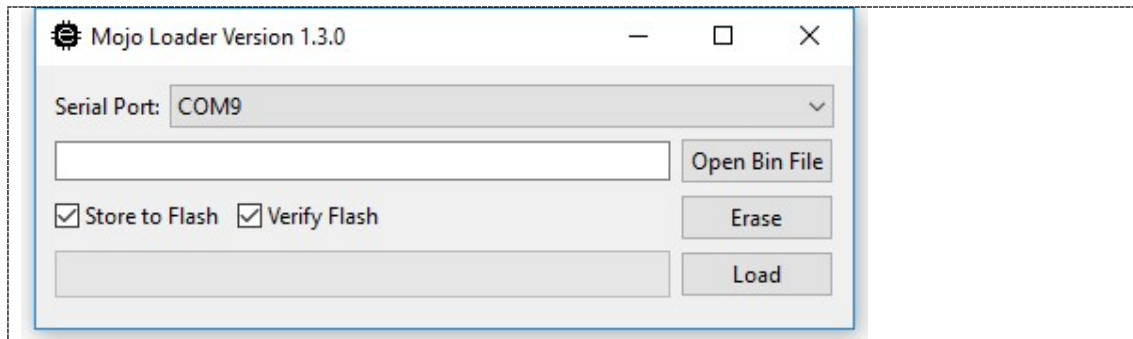 Mojo Loader Version 1.3.0
Serial Port: COM9
Open Bin File
Store to Flash Verify Flash Erase
Load